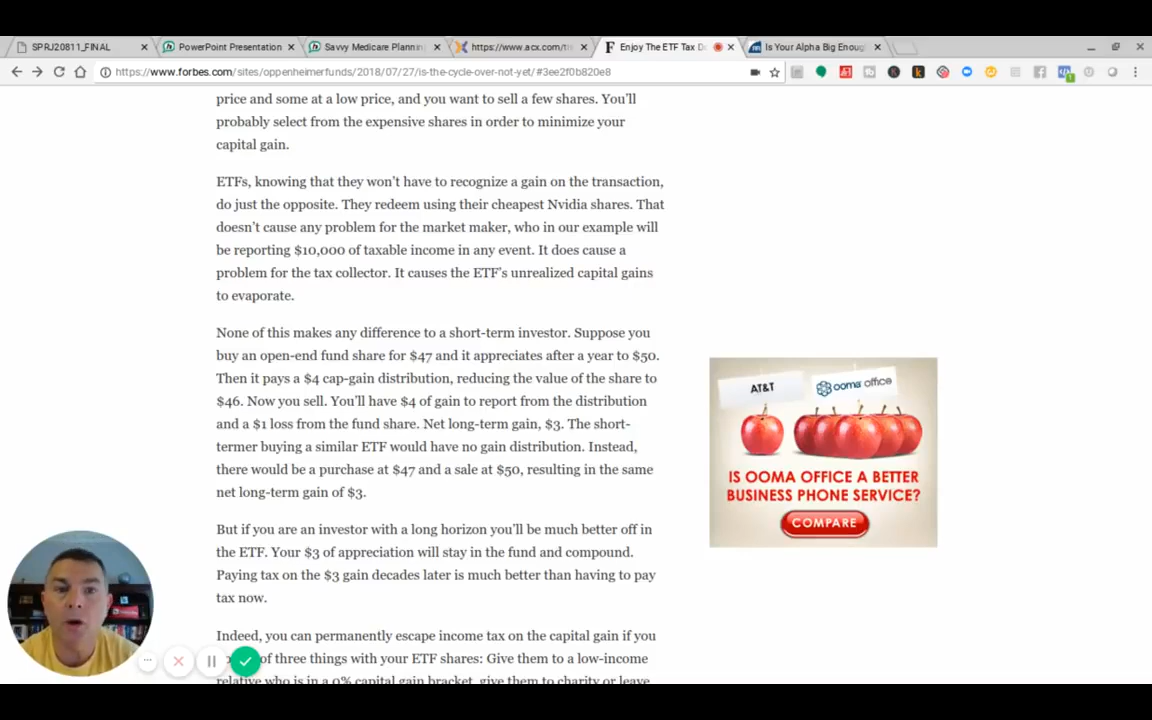 SPRJ20811_FINAL
PowerPoint Presentation
Savvy Medicare Plannin
https://www.acx.com/
Enjoy The ETF Tax D
Is Your Alpha Big Enoug
https://www.forbes.com/sites/oppenheimerfunds/2018/07/27/is-the-cycle-over-not-yet/#3ee2f0b820e8
price and some at a low price, and you want to sell a few shares. You'll
probably select from the expensive shares in order to minimize your
capital gain.
ETFs, knowing that they won't have to recognize a gain on the transaction,
do just the opposite. They redeem using their cheapest Nvidia shares. That
doesn't cause any problem for the market maker, who in our example will
be reporting $10,000 of taxable income in any event. It does cause a
problem for the tax collector. It causes the ETF's unrealized capital gains
to evaporate.
None of this makes any difference to a short-term investor. Suppose you
buy an open-end fund share for $47 and it appreciates after a year to $50.
Then it pays a $4 cap-gain distribution, reducing the value of the share to
$46. Now you sell. You'll have $4 of gain to report from the distribution
and a $1 loss from the fund share. Net long-term gain, $3. The short-
termer buying a similar ETF would have no gain distribution. Instead,
there would be a purchase at $47 and a sale at $50, resulting in the same
net long-term gain of $3.
But if you are an investor with a long horizon you'll be much better off in
the ETF. Your $3 of appreciation will stay in the fund and compound.
Paying tax on the $3 gain decades later is much better than having to pay
tax now.
Indeed, you can permanently escape income tax on the capital gain if you
of three things with your ETF shares: Give them to a low-income
relative who is in a 0% capital gain bracket, give them to charity or leave
AT&T
ooma office
IS OOMA OFFICE A BETTER
BUSINESS PHONE SERVICE?
COMPARE